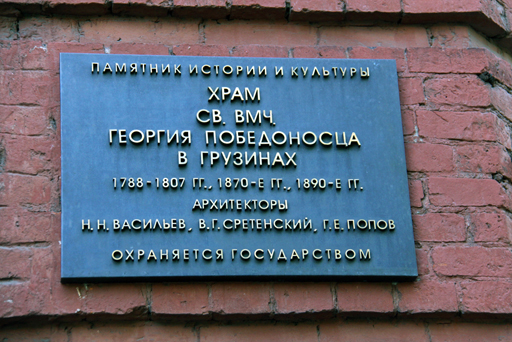 ПАМЯТНИК ИСТОРИИ И КУЛЬТУРЫ
ХРАМ
СВ. ВМЧ.
ГЕОРГИЯ ПОБЕДОНОСЦА
В ГРУЗИНАХ
1788-1807 ГГ., 1870-Е ГГ., 1890-Е ГГ.
АРХИТЕКТОРЫ
Н.Н. ВАСИЛЬЕВ, В.Г. СРЕТЕНСКИЙ, Г.Е. ПОПОВ
ОХРАНЯЕТСЯ ГОСУДАРСТВОМ